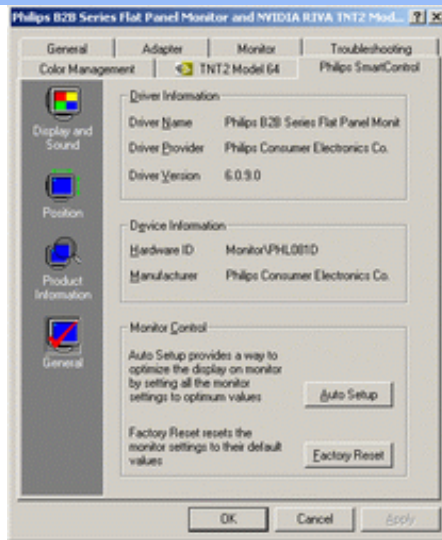 Philips B2B Series Flat Panel Monitor and NVIDIA RIVA TNT2 Mod...
General Adapter Monitor Troubleshooting
Color Management TNT2 Model 64 Philips SmartControl
Display and
Sound
Position
Product
Information
General
Driver Information
Driver Name Philips B2B Series Flat Panel Monit
Driver Provider Philips Consumer Electronics Co.
Driver Version 6.0.9.0
Device Information
Hardware ID Monitor\PHL081D
Manufacturer Philips Consumer Electronics Co.
Monitor Control
Auto Setup provides a way to
optimize the display on monitor
by setting all the monitor
settings to optimum values
Auto Setup
Factory Reset resets the
monitor settings to their default
values
Factory Reset
OK Cancel Apply